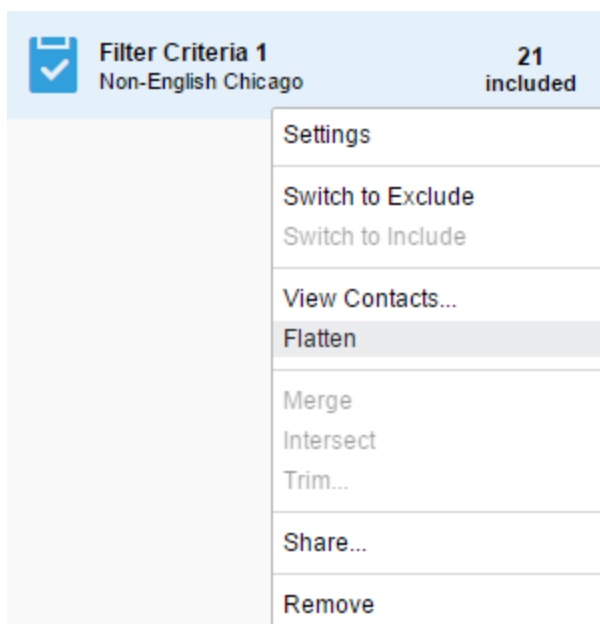 Filter Criteria 1
Non-English Chicago
21
included
Settings
Switch to Exclude
Switch to Include
View Contacts...
Flatten
Merge
Intersect
Trim...
Share...
Remove